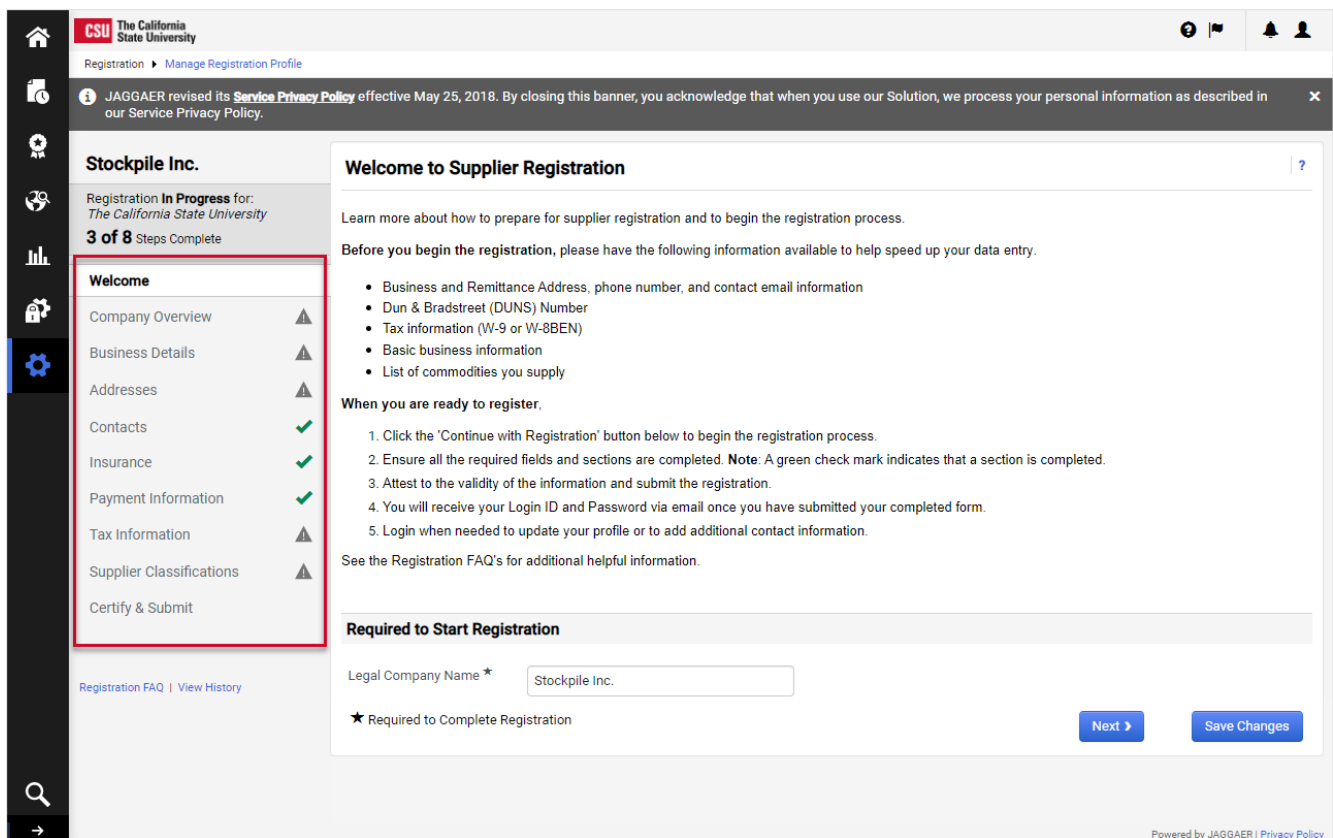 CSU The California
State University
Registration ▸ Manage Registration Profile
JAGGAER revised its Service Privacy Policy effective May 25, 2018. By closing this banner, you acknowledge that when you use our Solution, we process your personal information as described in
our Service Privacy Policy.
Stockpile Inc.
Registration In Progress for:
The California State University
3 of 8 Steps Complete
Welcome
Company Overview
Business Details
Addresses
Contacts
Insurance
Payment Information
Tax Information
Supplier Classifications
Certify & Submit
Registration FAQ | View History
Welcome to Supplier Registration
?
Learn more about how to prepare for supplier registration and to begin the registration process.
Before you begin the registration, please have the following information available to help speed up your data entry.
• Business and Remittance Address, phone number, and contact email information
• Dun & Bradstreet (DUNS) Number
• Tax information (W-9 or W-8BEN)
• Basic business information
• List of commodities you supply
When you are ready to register,
1. Click the 'Continue with Registration' button below to begin the registration process.
2. Ensure all the required fields and sections are completed. Note: A green check mark indicates that a section is completed.
3. Attest to the validity of the information and submit the registration.
4. You will receive your Login ID and Password via email once you have submitted your completed form.
5. Login when needed to update your profile or to add additional contact information.
See the Registration FAQ's for additional helpful information.
Required to Start Registration
Legal Company Name ★ Stockpile Inc.
★ Required to Complete Registration
Next ›
Save Changes
Powered by JAGGAER | Privacy Policy